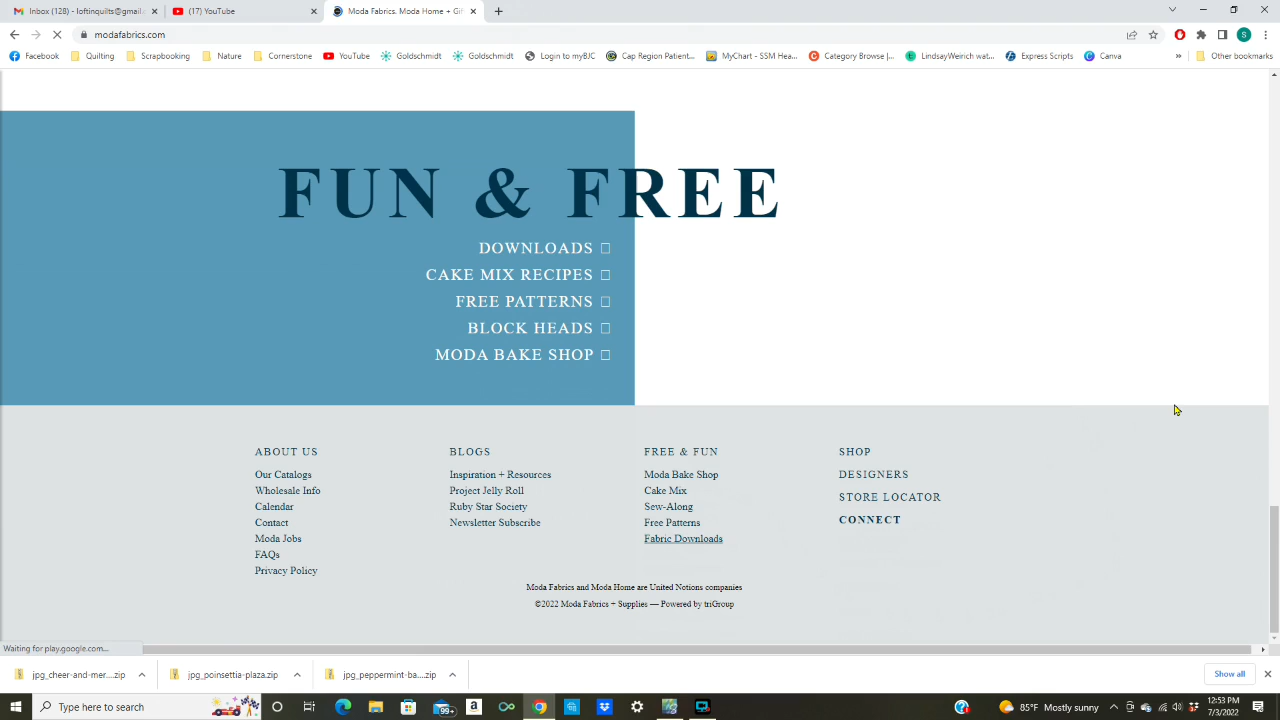 Inbox (128) - loftinquilts@gmail.c
(17) YouTube
Moda Fabrics. Moda Home + Gif
modafabrics.com
Facebook
Quilting
Scrapbooking
Nature
Cornerstone
YouTube
Goldschmidt
Goldschmidt
Login to myBJC
Cap Region Patient...
MyChart - SSM Hea...
Category Browse |...
LindsayWeirich wat...
Express Scripts
Canva
»
Other bookmarks
FUN & FREE
DOWNLOADS
CAKE MIX RECIPES
FREE PATTERNS
BLOCK HEADS
MODA BAKE SHOP
ABOUT US
Our Catalogs
Wholesale Info
Calendar
Contact
Moda Jobs
FAQs
Privacy Policy
BLOGS
Inspiration + Resources
Project Jelly Roll
Ruby Star Society
Newsletter Subscribe
FREE & FUN
Moda Bake Shop
Cake Mix
Sew-Along
Free Patterns
Fabric Downloads
SHOP
DESIGNERS
STORE LOCATOR
CONNECT
Moda Fabrics and Moda Home are United Notions companies
©2022 Moda Fabrics + Supplies — Powered by triGroup
Waiting for play.google.com...
jpg_cheer-and-mer....zip
jpg_poinsettia-plaza.zip
jpg_peppermint-ba....zip
Show all
Type here to search
99+
85°F Mostly sunny
12:53 PM
7/3/2022